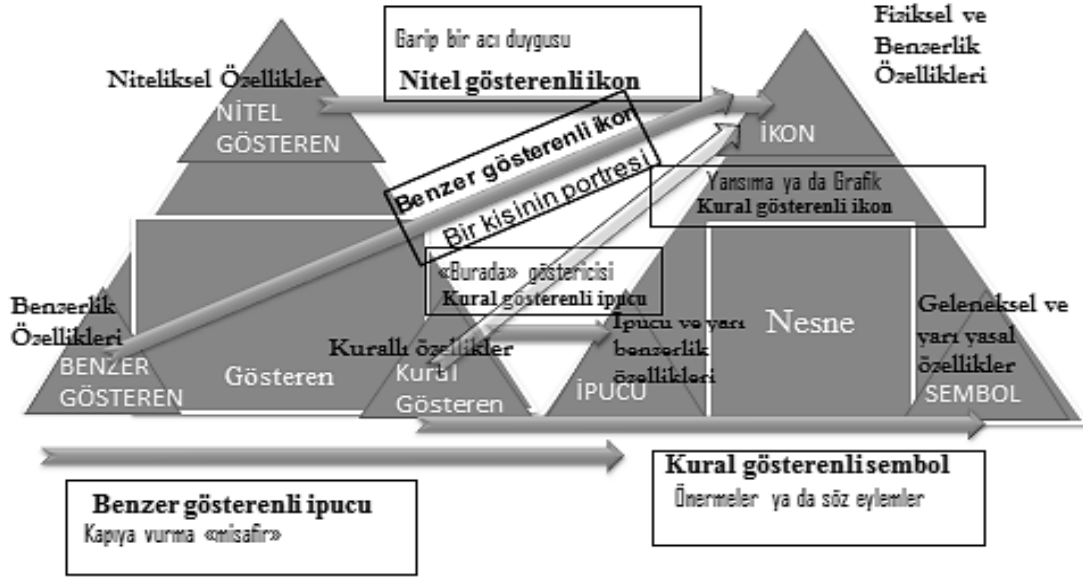 Garip bir acı duygusu
Nitel gösterenli ikon
Fiziksel ve
Benzerlik
Özellikleri
Niteliksel Özellikler
NİTEL
GÖSTEREN
İKON
Benzer gösterenli ikon
Bir kişinin portresi
Yansıma ya da Grafik
Kural gösterenli ikon
«Burada» göstericisi
Kural gösterenli ipucu
Benzerlik
Özellikleri
BENZER
GÖSTEREN
Gösteren
Kurallı özellikler
Kural
Gösteren
İpucu ve yarı
benzerlik
özellikleri
İPUCU
Nesne
Geleneksel ve
yarı yasal
özellikler
SEMBOL
Benzer gösterenli ipucu
Kapıya vurma «misafir»
Kural gösterenli sembol
Önermeler ya da söz eylemler